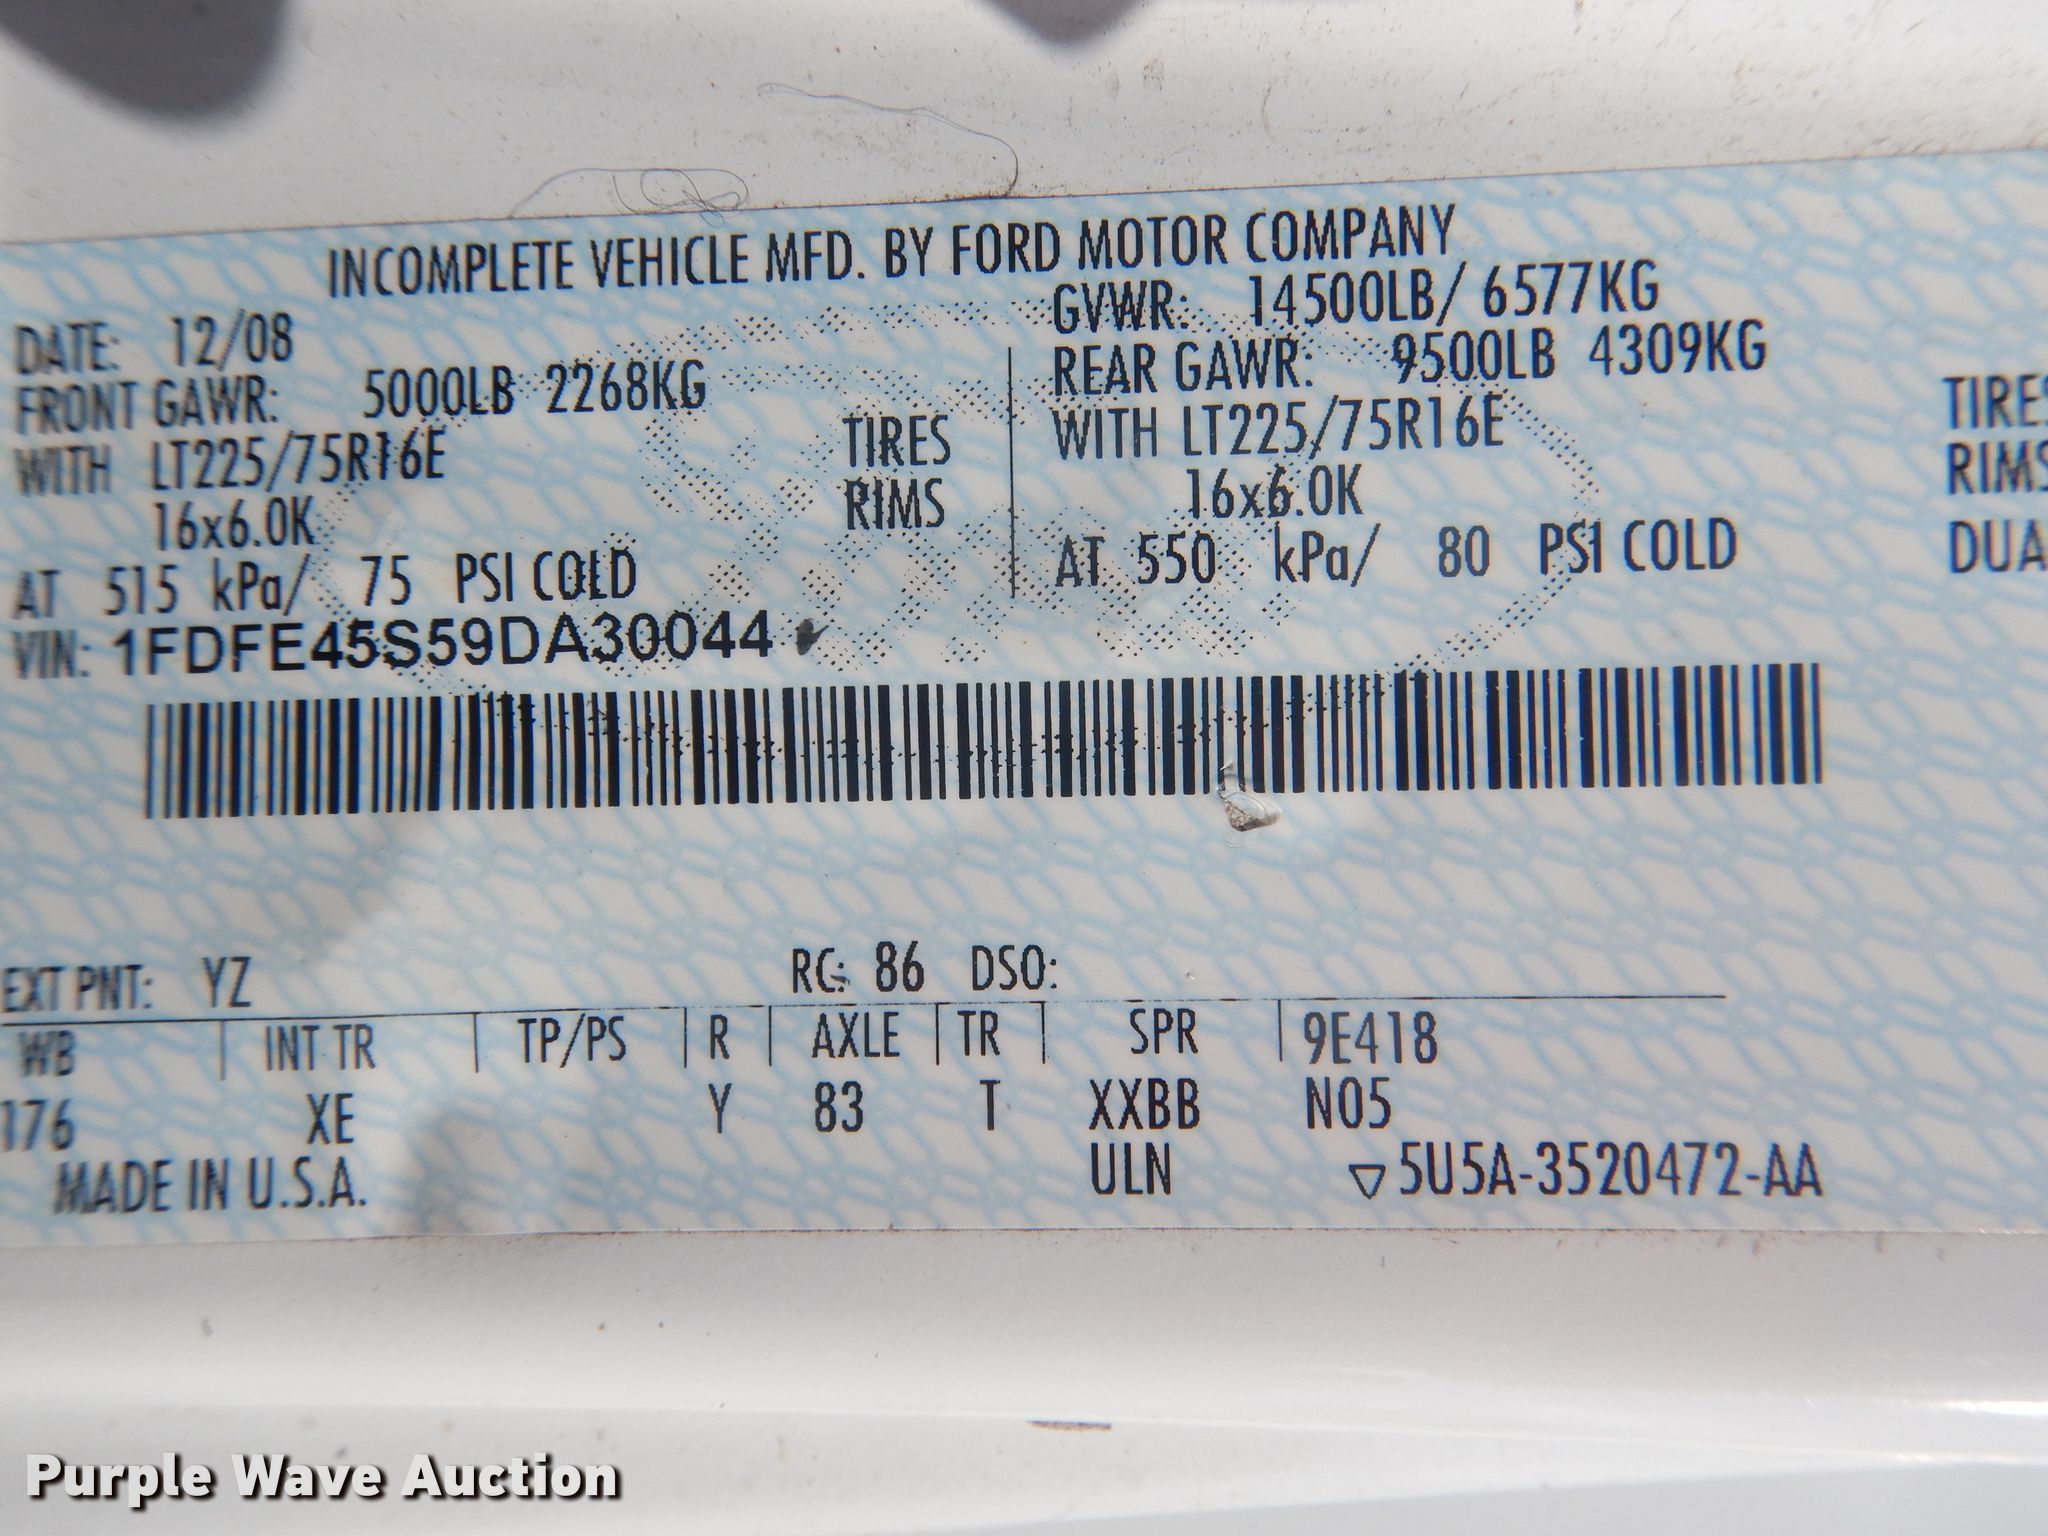 INCOMPLETE VEHICLE MFD. BY FORD MOTOR COMPANY
DATE: 12/08 GVWR: 14500LB/ 6577KG
FRONT GAWR: 5000LB 2268KG REAR GAWR: 9500LB 4309KG
WITH LT225/75R16E TIRES WITH LT225/75R16E TIRES
16x6.0K RIMS 16x6.0K RIMS
AT 515 kPa/ 75 PSI COLD AT 550 kPa/ 80 PSI COLD DUA
VIN: 1FDFE45S59DA30044
EXT PNT: YZ RC: 86 DSO:
WB INT TR TP/PS R AXLE TR SPR 9E418
176 XE Y 83 T XXBB N05
MADE IN U.S.A. ULN ▽5U5A-3520472-AA
Purple Wave Auction